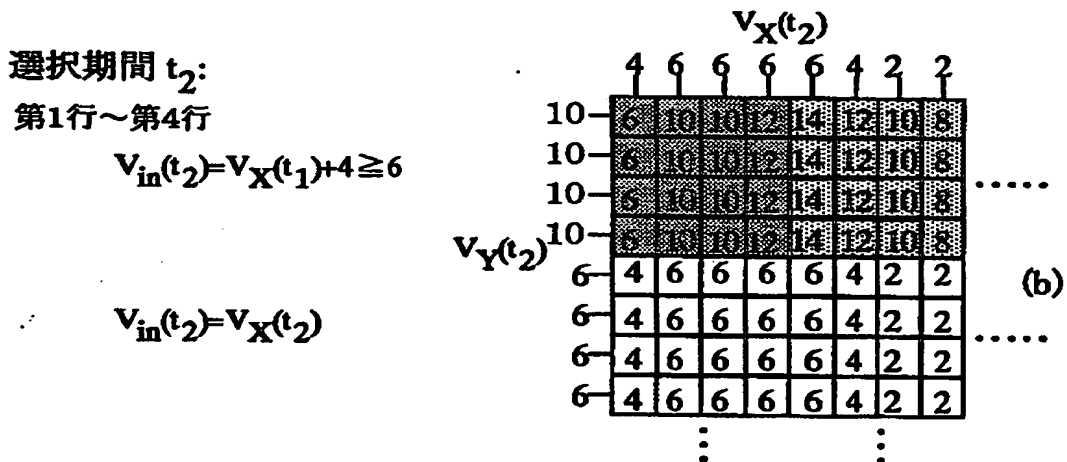 V_X(t_2)
選択期間 t_2:
4 6 6 6 6 4 2 2
第1行～第4行
10 6 10 10 12 14 12 10 8
V_in(t_2)=V_X(t_1)+4≧6
10 6 10 10 12 14 12 10 8
10 6 10 10 12 14 12 10 8
10 6 10 10 12 14 12 10 8
V_Y(t_2)
6 4 6 6 6 6 4 2 2
(b)
V_in(t_2)=V_X(t_2)
6 4 6 6 6 6 4 2 2
6 4 6 6 6 6 4 2 2
6 4 6 6 6 6 4 2 2